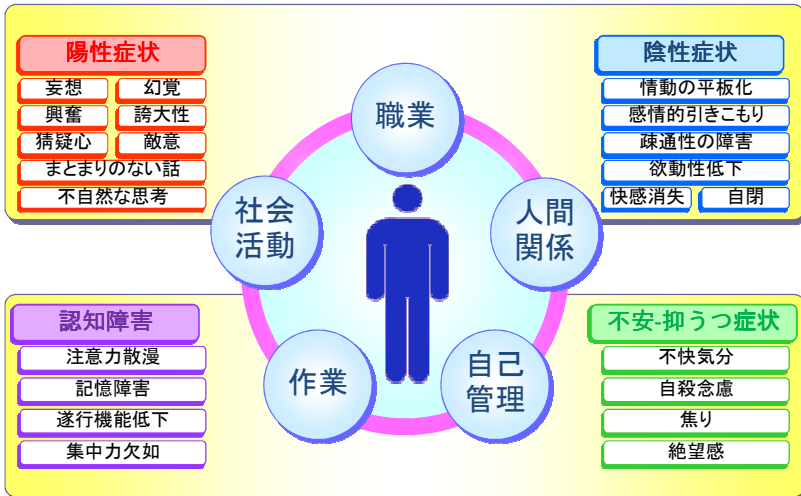 陽性症状
妄想
幻覚
興奮
誇大性
猜疑心
敵意
まとまりのない話
不自然な思考
陰性症状
情動の平板化
感情的引きこもり
疎通性の障害
欲動性低下
快感消失
自閉
職業
社会
活動
人間
関係
作業
自己
管理
認知障害
注意力散漫
記憶障害
遂行機能低下
集中力欠如
不安-抑うつ症状
不快気分
自殺念慮
焦り
絶望感